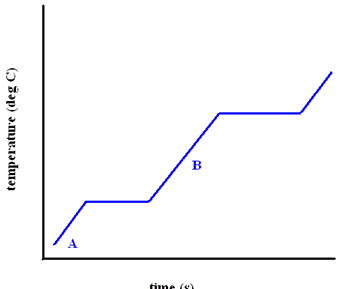 temperature (deg C)
B
A
time (s)